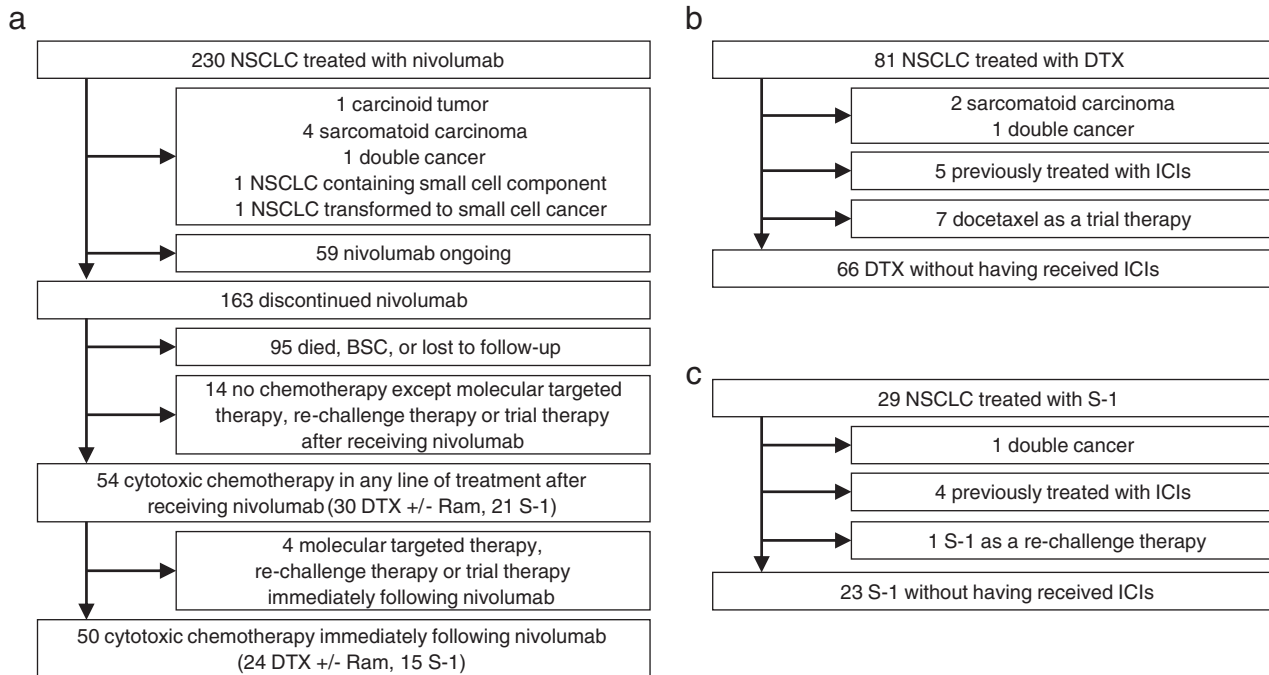 a
230 NSCLC treated with nivolumab
1 carcinoid tumor
4 sarcomatoid carcinoma
1 double cancer
1 NSCLC containing small cell component
1 NSCLC transformed to small cell cancer
59 nivolumab ongoing
163 discontinued nivolumab
95 died, BSC, or lost to follow-up
14 no chemotherapy except molecular targeted
therapy, re-challenge therapy or trial therapy
after receiving nivolumab
54 cytotoxic chemotherapy in any line of treatment after
receiving nivolumab (30 DTX +/- Ram, 21 S-1)
4 molecular targeted therapy,
re-challenge therapy or trial therapy
immediately following nivolumab
50 cytotoxic chemotherapy immediately following nivolumab
(24 DTX +/- Ram, 15 S-1)
b
81 NSCLC treated with DTX
2 sarcomatoid carcinoma
1 double cancer
5 previously treated with ICIs
7 docetaxel as a trial therapy
66 DTX without having received ICIs
c
29 NSCLC treated with S-1
1 double cancer
4 previously treated with ICIs
1 S-1 as a re-challenge therapy
23 S-1 without having received ICIs